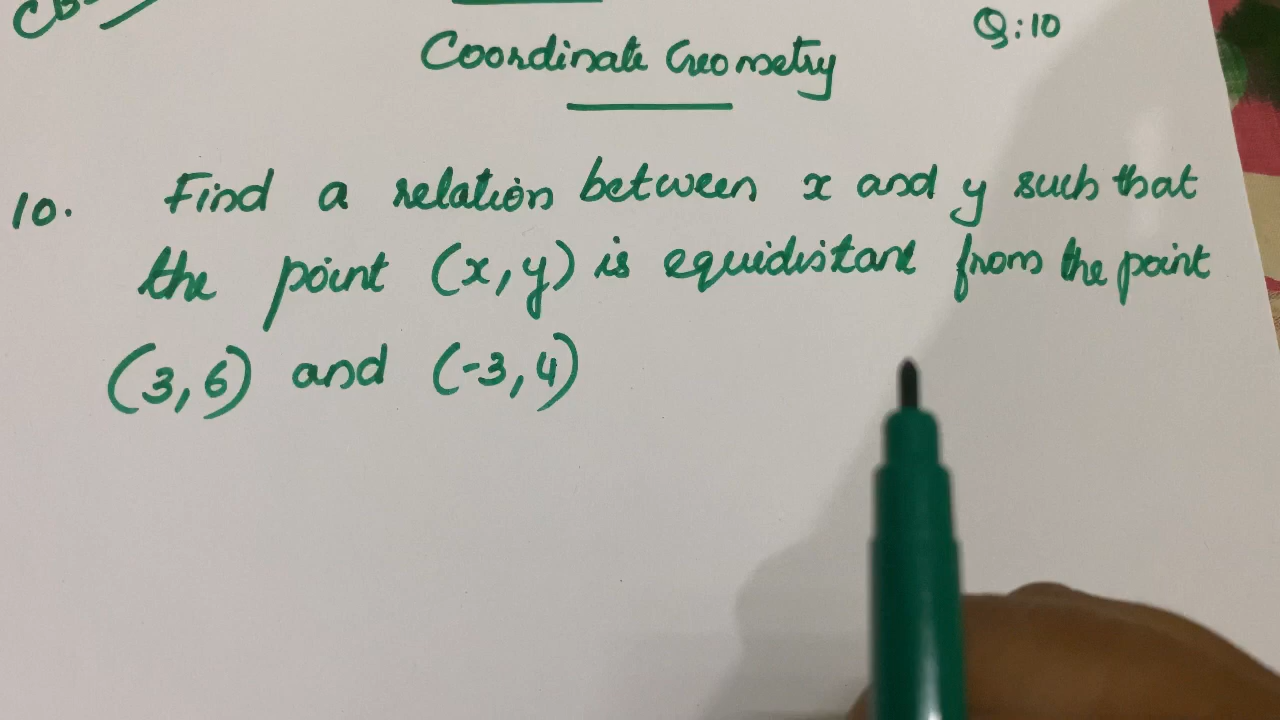 Q:10
Coordinate Geometry
10. Find a relation between x and y such that
the point (x,y) is equidistant from the point
(3,6) and (-3,4)